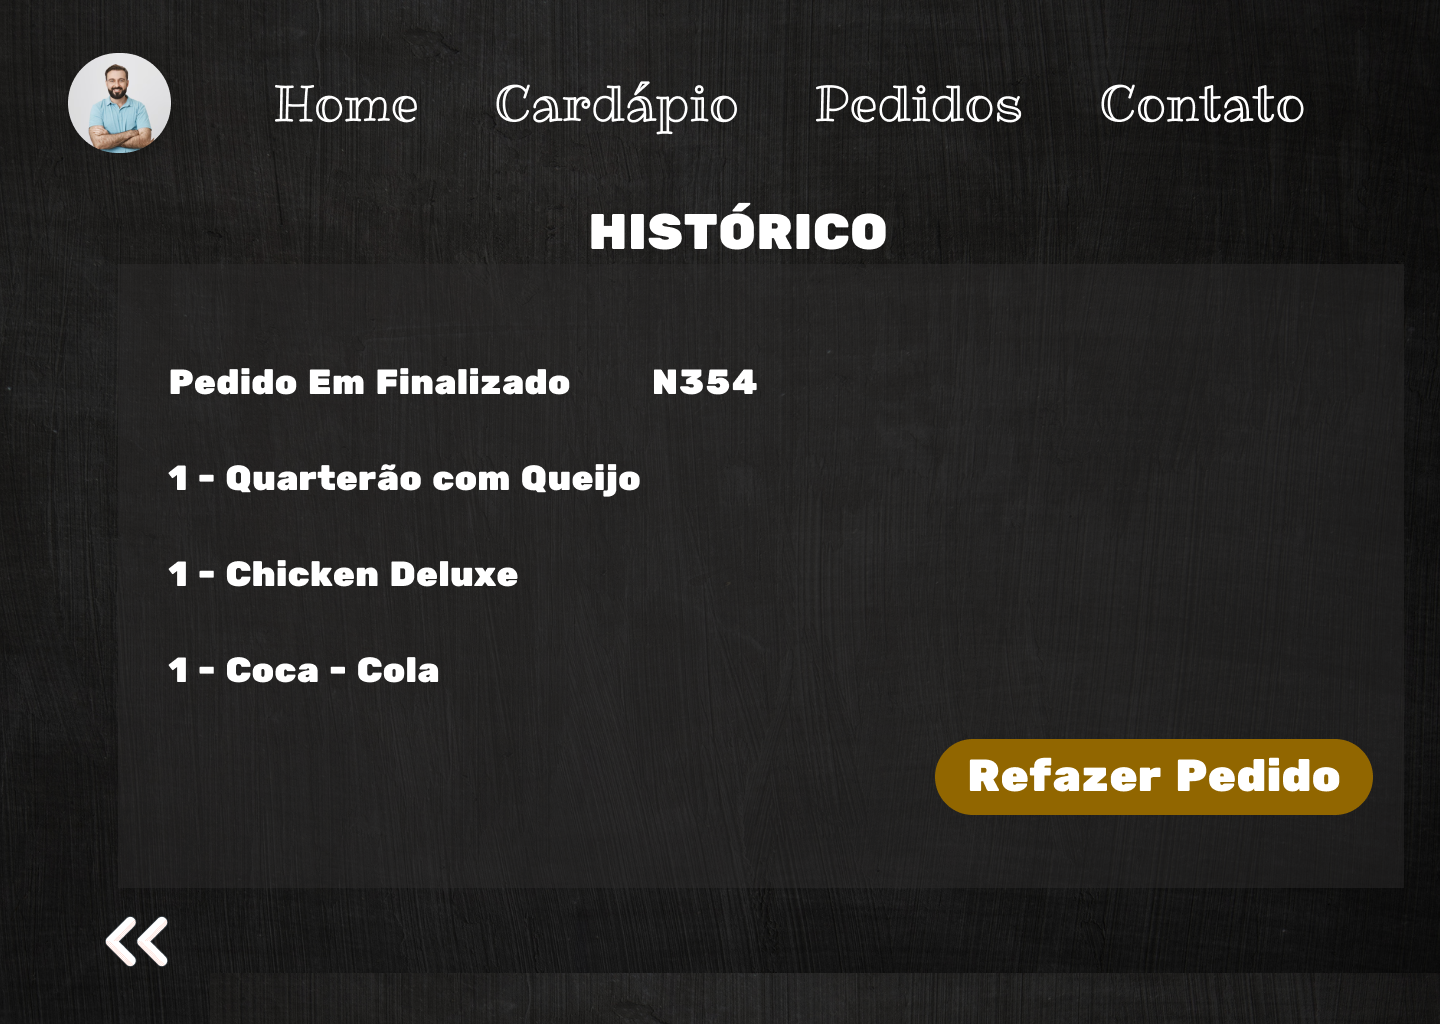 Home Cardápio Pedidos Contato
HISTÓRICO
Pedido Em Finalizado N354
1 - Quarterão com Queijo
1 - Chicken Deluxe
1 - Coca - Cola
Refazer Pedido